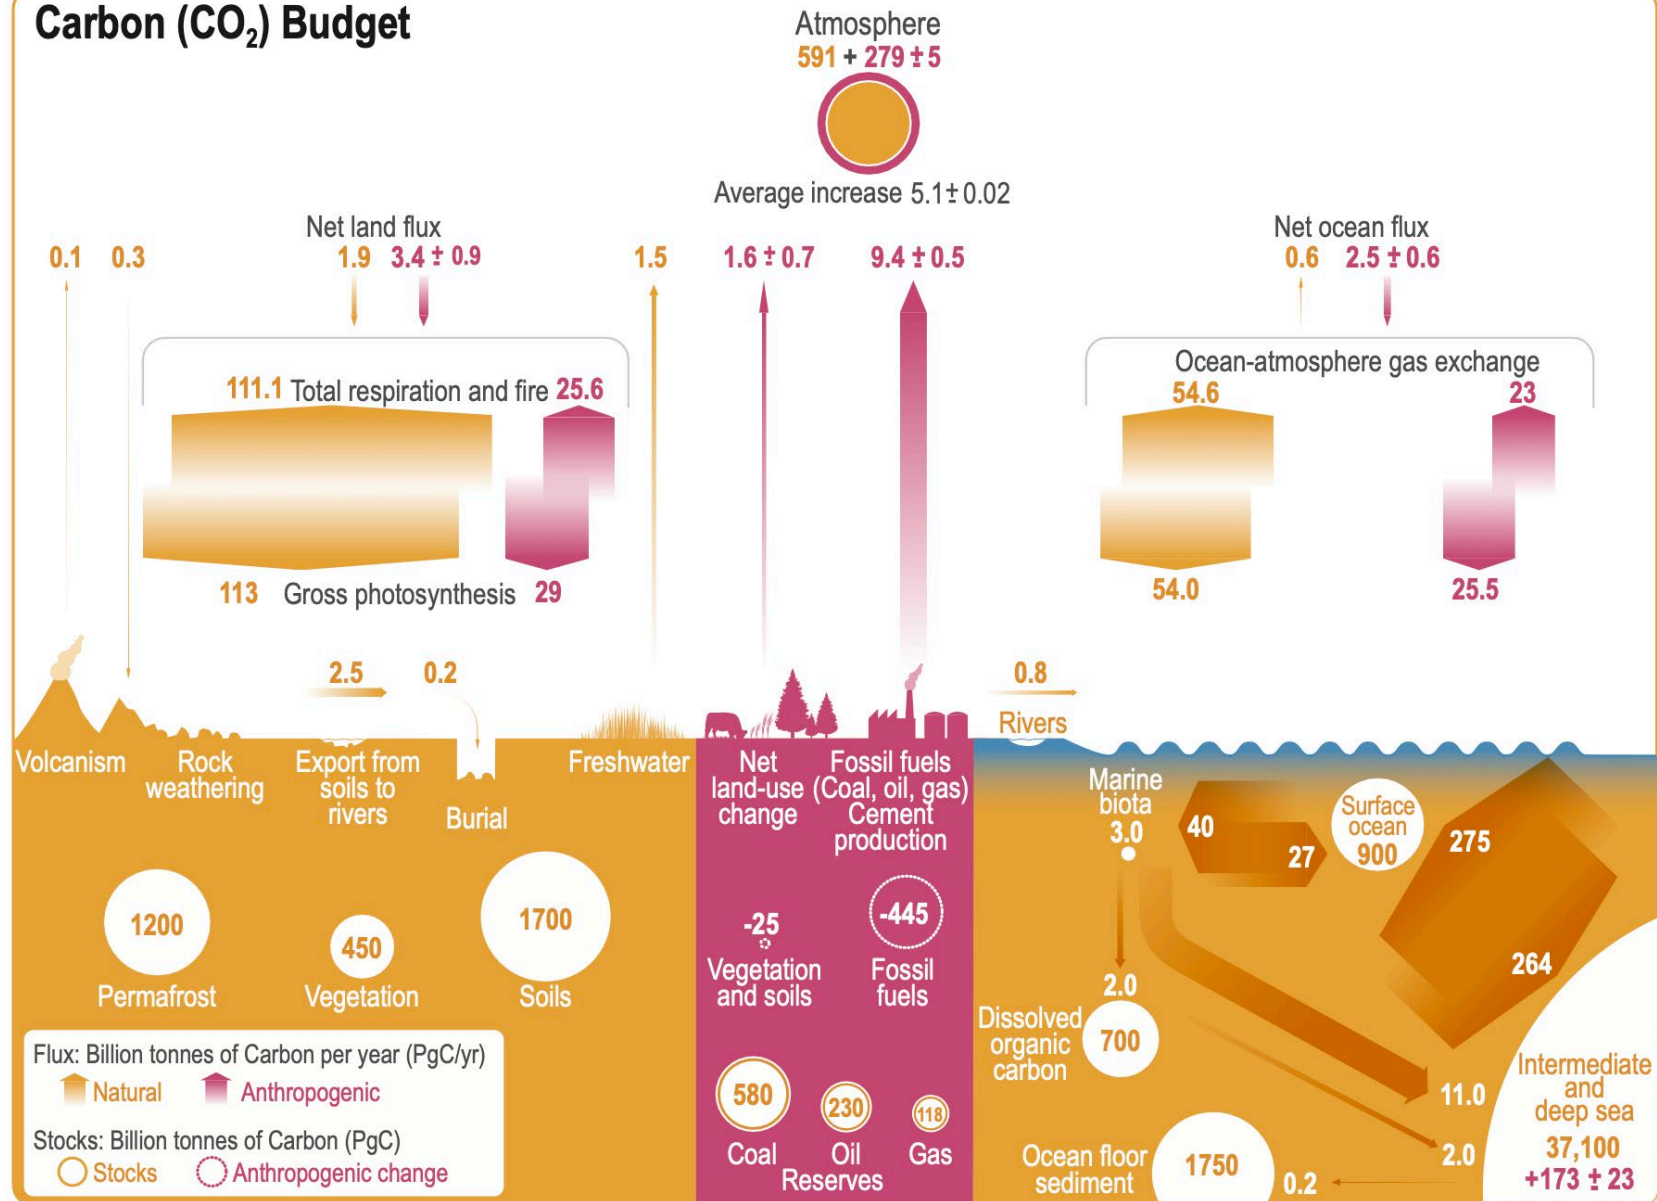 Carbon (CO₂) Budget
Atmosphere
591 + 279 ± 5
Average increase 5.1 ± 0.02
Net land flux
Net ocean flux
0.1 0.3 1.9 3.4 ± 0.9 1.5 1.6 ± 0.7 9.4 ± 0.5 0.6 2.5 ± 0.6
111.1 Total respiration and fire 25.6
Ocean-atmosphere gas exchange
54.6 23
113 Gross photosynthesis 29
54.0 25.5
2.5 0.2 0.8
Rivers
Volcanism
Rock
weathering
Export from
soils to
rivers
Burial
Freshwater
Net
land-use
change
Fossil fuels
(Coal, oil, gas)
Cement
production
Marine
biota
3.0
40
27
Surface
ocean
900
275
264
1200
Permafrost
450
Vegetation
1700
Soils
-25
Vegetation
and soils
-445
Fossil
fuels
2.0
Dissolved
organic
carbon
700
11.0
2.0
Intermediate
and
deep sea
37,100
+173 ± 23
580
Coal
230
Oil
118
Gas
Reserves
Ocean floor
sediment
1750
0.2
Flux: Billion tonnes of Carbon per year (PgC/yr)
Natural Anthropogenic
Stocks: Billion tonnes of Carbon (PgC)
Stocks Anthropogenic change